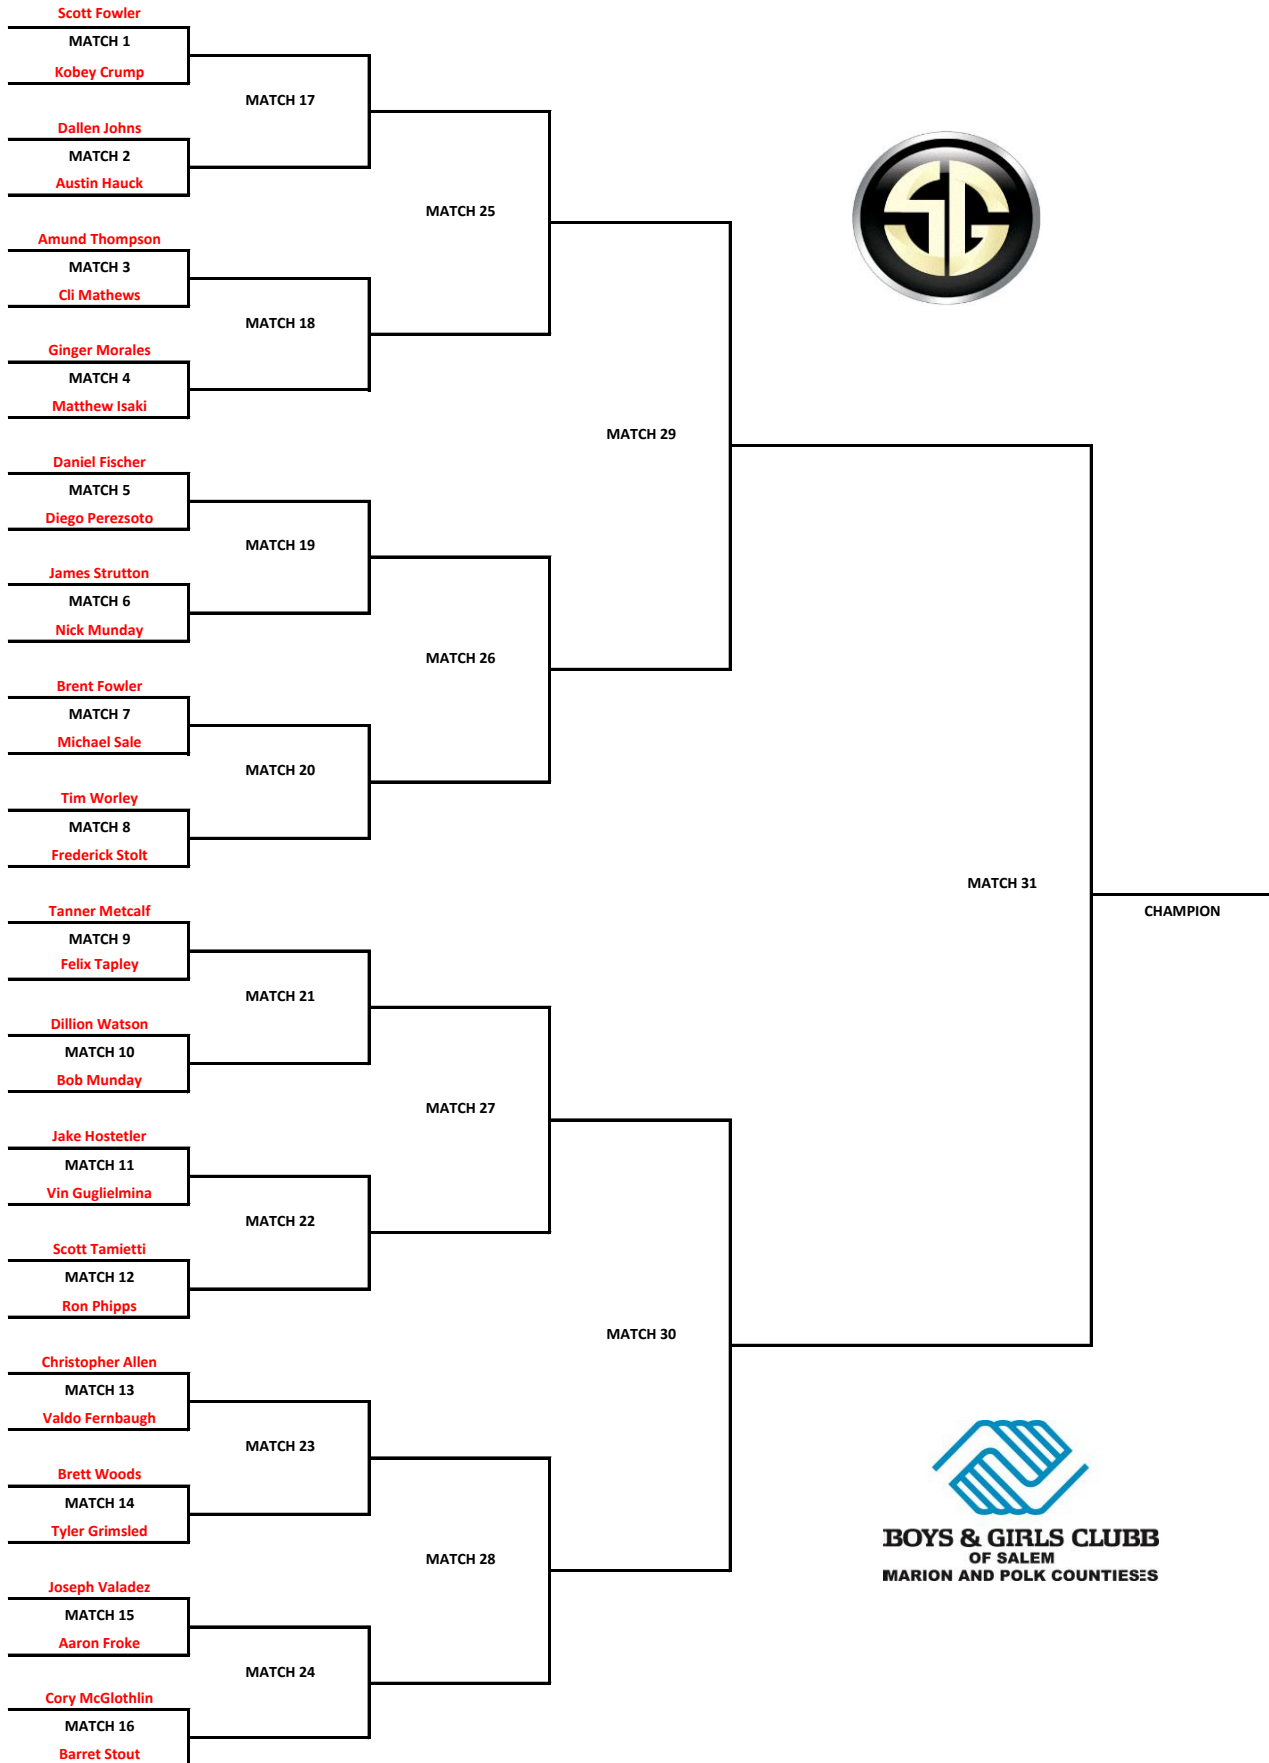 Scott Fowler
MATCH 1
Kobey Crump
MATCH 17
Dallen Johns
MATCH 2
Austin Hauck
MATCH 25
Amund Thompson
MATCH 3
Cli Mathews
MATCH 18
Ginger Morales
MATCH 4
Matthew Isaki
MATCH 29
Daniel Fischer
MATCH 5
Diego Perezsoto
MATCH 19
James Strutton
MATCH 6
Nick Munday
MATCH 26
Brent Fowler
MATCH 7
Michael Sale
MATCH 20
Tim Worley
MATCH 8
Frederick Stolt
MATCH 31
CHAMPION
Tanner Metcalf
MATCH 9
Felix Tapley
MATCH 21
Dillion Watson
MATCH 10
Bob Munday
MATCH 27
Jake Hostetler
MATCH 11
Vin Guglielmina
MATCH 22
Scott Tamietti
MATCH 12
Ron Phipps
MATCH 30
Christopher Allen
MATCH 13
Valdo Fernbaugh
MATCH 23
Brett Woods
MATCH 14
Tyler Grimsled
MATCH 28
Joseph Valadez
MATCH 15
Aaron Froke
MATCH 24
Cory McGlothlin
MATCH 16
Barret Stout
SG
BOYS & GIRLS CLUBB
OF SALEM
MARION AND POLK COUNTIESES